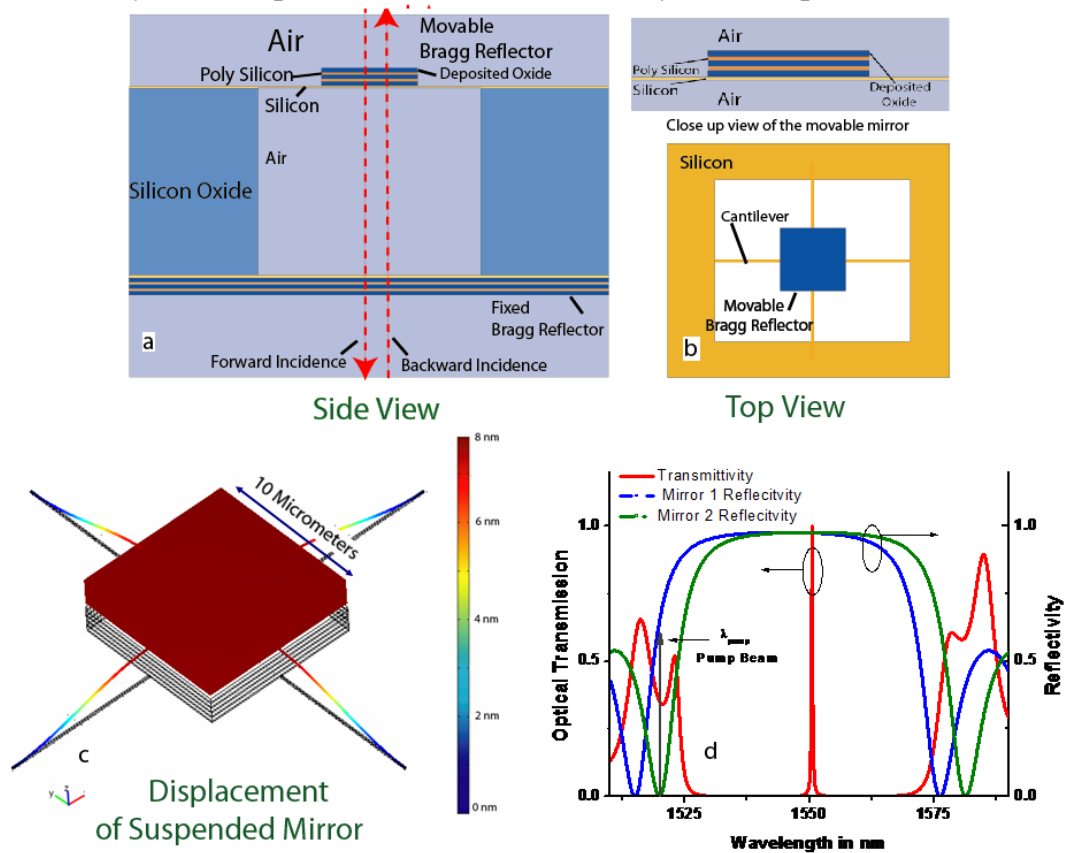 Air
Movable
Bragg Reflector
Poly Silicon
Deposited Oxide
Silicon
Air
Silicon Oxide
Fixed
Bragg Reflector
a
Forward Incidence
Backward Incidence
Side View
Air
Poly Silicon
Silicon
Air
Deposited
Oxide
Close up view of the movable mirror
Silicon
Cantilever
Movable
Bragg Reflector
b
Top View
8 nm
6 nm
4 nm
2 nm
0 nm
10 Micrometers
c
y z x
Displacement
of Suspended Mirror
Transmittivity
Mirror 1 Reflecitvity
Mirror 2 Reflecitvity
1.0
0.5
0.0
Optical Transmission
1.0
0.5
0.0
Reflectivity
λpump
Pump Beam
d
1525
1550
1575
Wavelength in nm